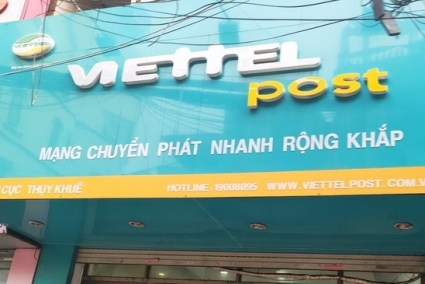 VIETTEL
post
MẠNG CHUYỂN PHÁT NHANH RỘNG KHẮP
CỤC THỤY KHUÊ HOTLINE: 19008095 WWW.VIETTELPOST.COM.V